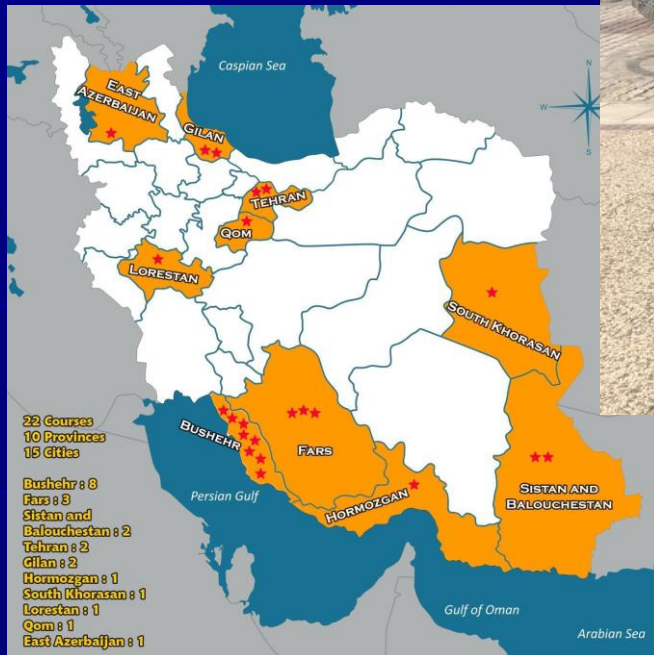 Caspian Sea
N
W
S
EAST
AZERBAIJAN
GILAN
TEHRAN
QOM
LORESTAN
SOUTH KHORASAN
BUSHEHR
FARS
HORMOZGAN
SISTAN AND
BALOUCHESTAN
Persian Gulf
Gulf of Oman
Arabian Sea
22 Courses
10 Provinces
15 Cities
Bushehr : 8
Fars : 3
Sistan and
Balouchestan : 2
Tehran : 2
Gilan : 2
Hormozgan : 1
South Khorasan : 1
Lorestan : 1
Qom : 1
East Azerbaijan : 1